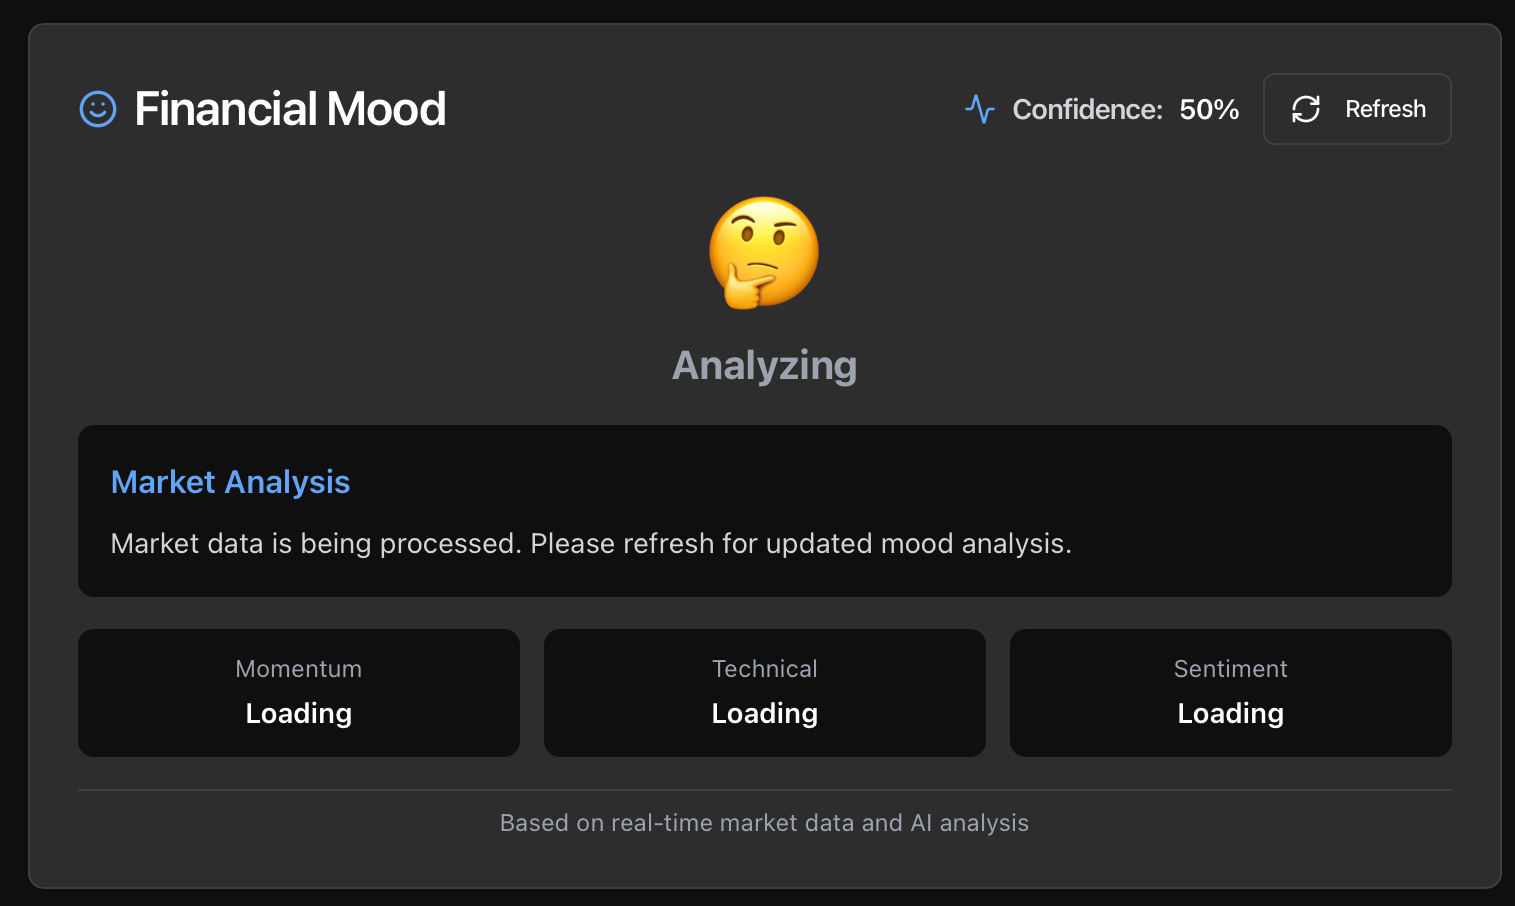 Financial Mood
Confidence: 50%
Refresh
Analyzing
Market Analysis
Market data is being processed. Please refresh for updated mood analysis.
Momentum
Loading
Technical
Loading
Sentiment
Loading
Based on real-time market data and AI analysis